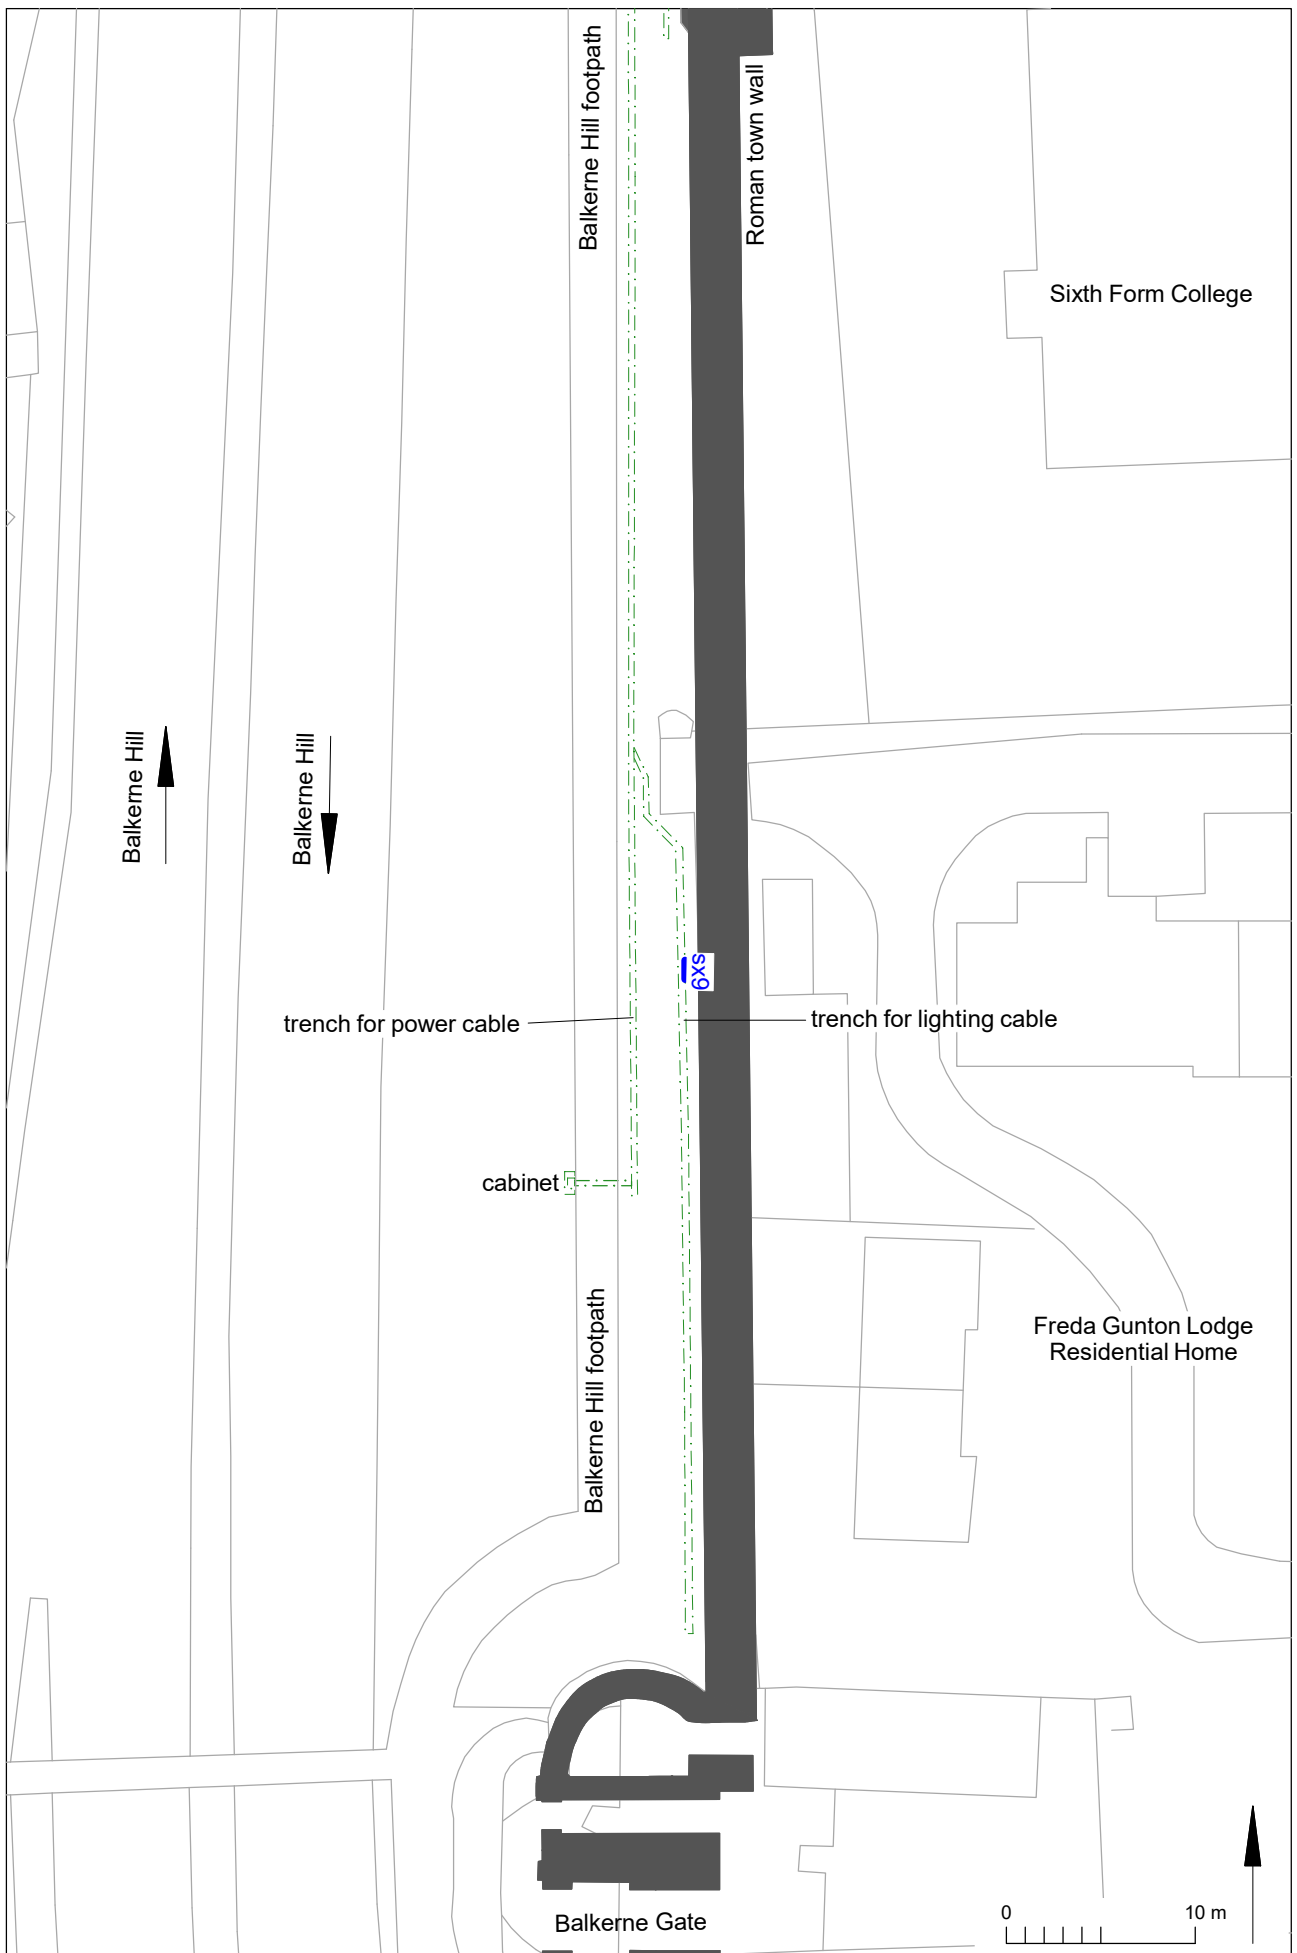 Balkerne Hill footpath
Roman town wall
Sixth Form College
Balkerne Hill
Balkerne Hill
sx9
trench for power cable
trench for lighting cable
cabinet
Balkerne Hill footpath
Freda Gunton Lodge
Residential Home
Balkerne Gate
0 10 m